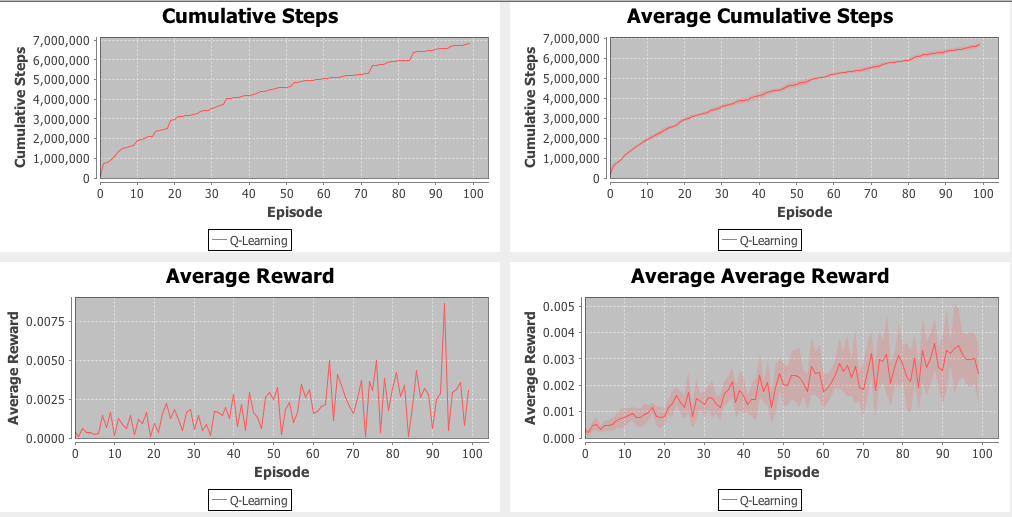 Cumulative Steps
Cumulative Steps
7,000,000
6,000,000
5,000,000
4,000,000
3,000,000
2,000,000
1,000,000
0
0 10 20 30 40 50 60 70 80 90 100
Episode
Q-Learning
Average Cumulative Steps
Cumulative Steps
7,000,000
6,000,000
5,000,000
4,000,000
3,000,000
2,000,000
1,000,000
0
0 10 20 30 40 50 60 70 80 90 100
Episode
Q-Learning
Average Reward
Average Reward
0.0075
0.0050
0.0025
0.0000
0 10 20 30 40 50 60 70 80 90 100
Episode
Q-Learning
Average Average Reward
Average Reward
0.005
0.004
0.003
0.002
0.001
0.000
0 10 20 30 40 50 60 70 80 90 100
Episode
Q-Learning